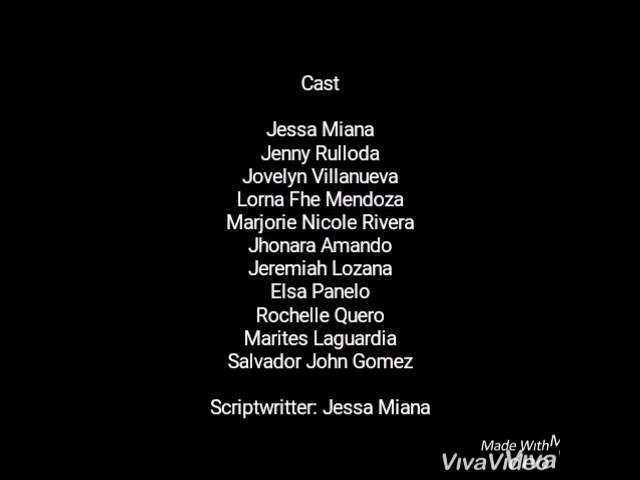 Cast
Jessa Miana
Jenny Rulloda
Jovelyn Villanueva
Lorna Fhe Mendoza
Marjorie Nicole Rivera
Jhonara Amando
Jeremiah Lozana
Elsa Panelo
Rochelle Quero
Marites Laguardia
Salvador John Gomez
Scriptwritter: Jessa Miana
Made With
VivaVideo